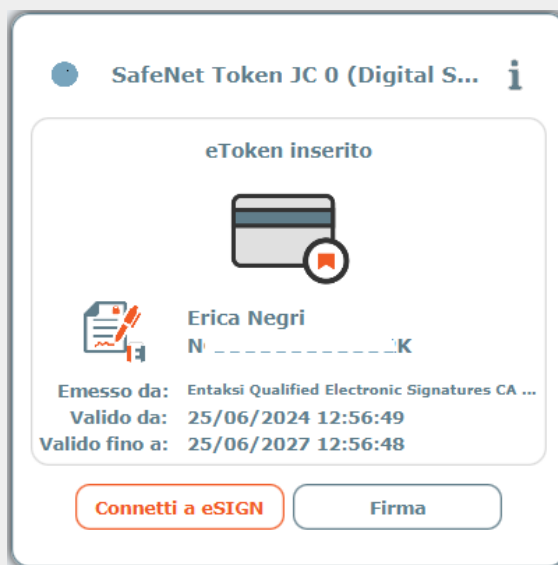 SafeNet Token JC 0 (Digital S... i
eToken inserito
Erica Negri
Emesso da: Entaksi Qualified Electronic Signatures CA ...
Valido da: 25/06/2024 12:56:49
Valido fino a: 25/06/2027 12:56:48
Connetti a eSIGN Firma